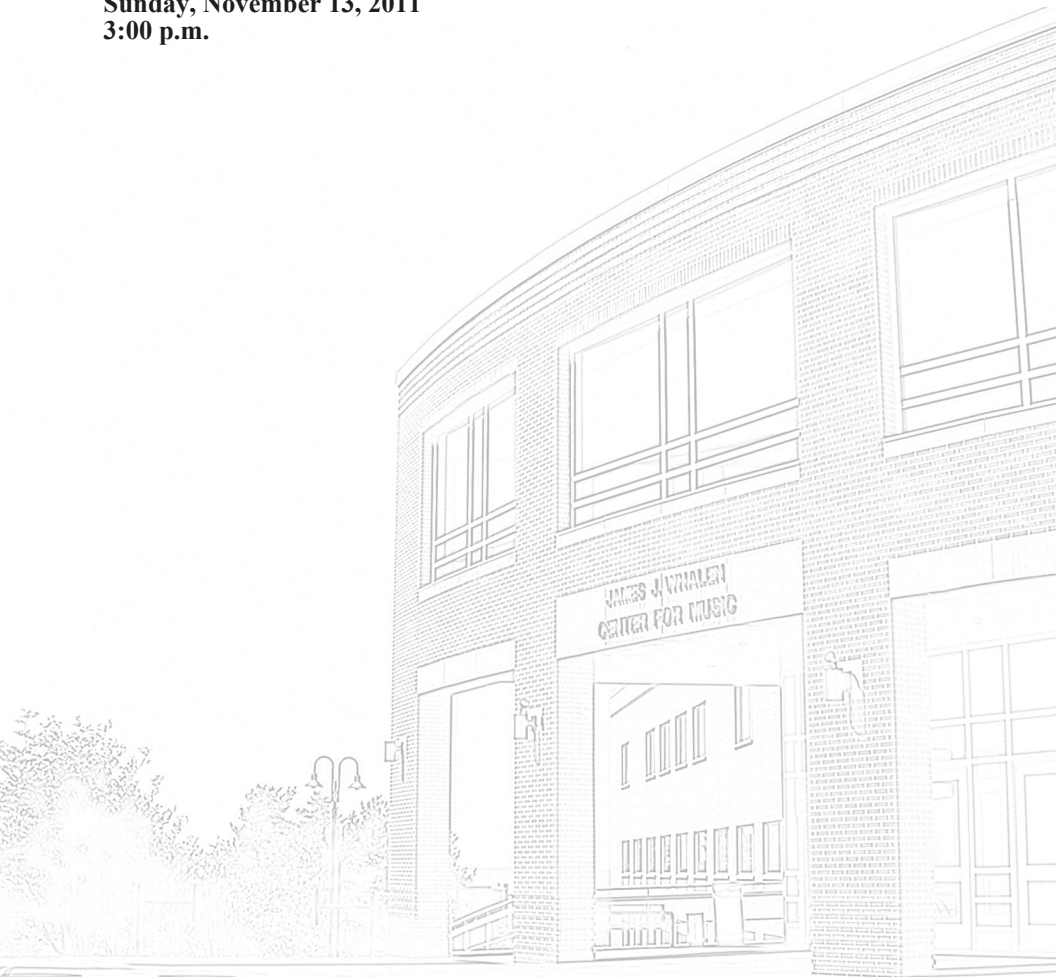 Sunday, November 13, 2011
3:00 p.m.
JAMES J. WHALEN
CENTER FOR MUSIC